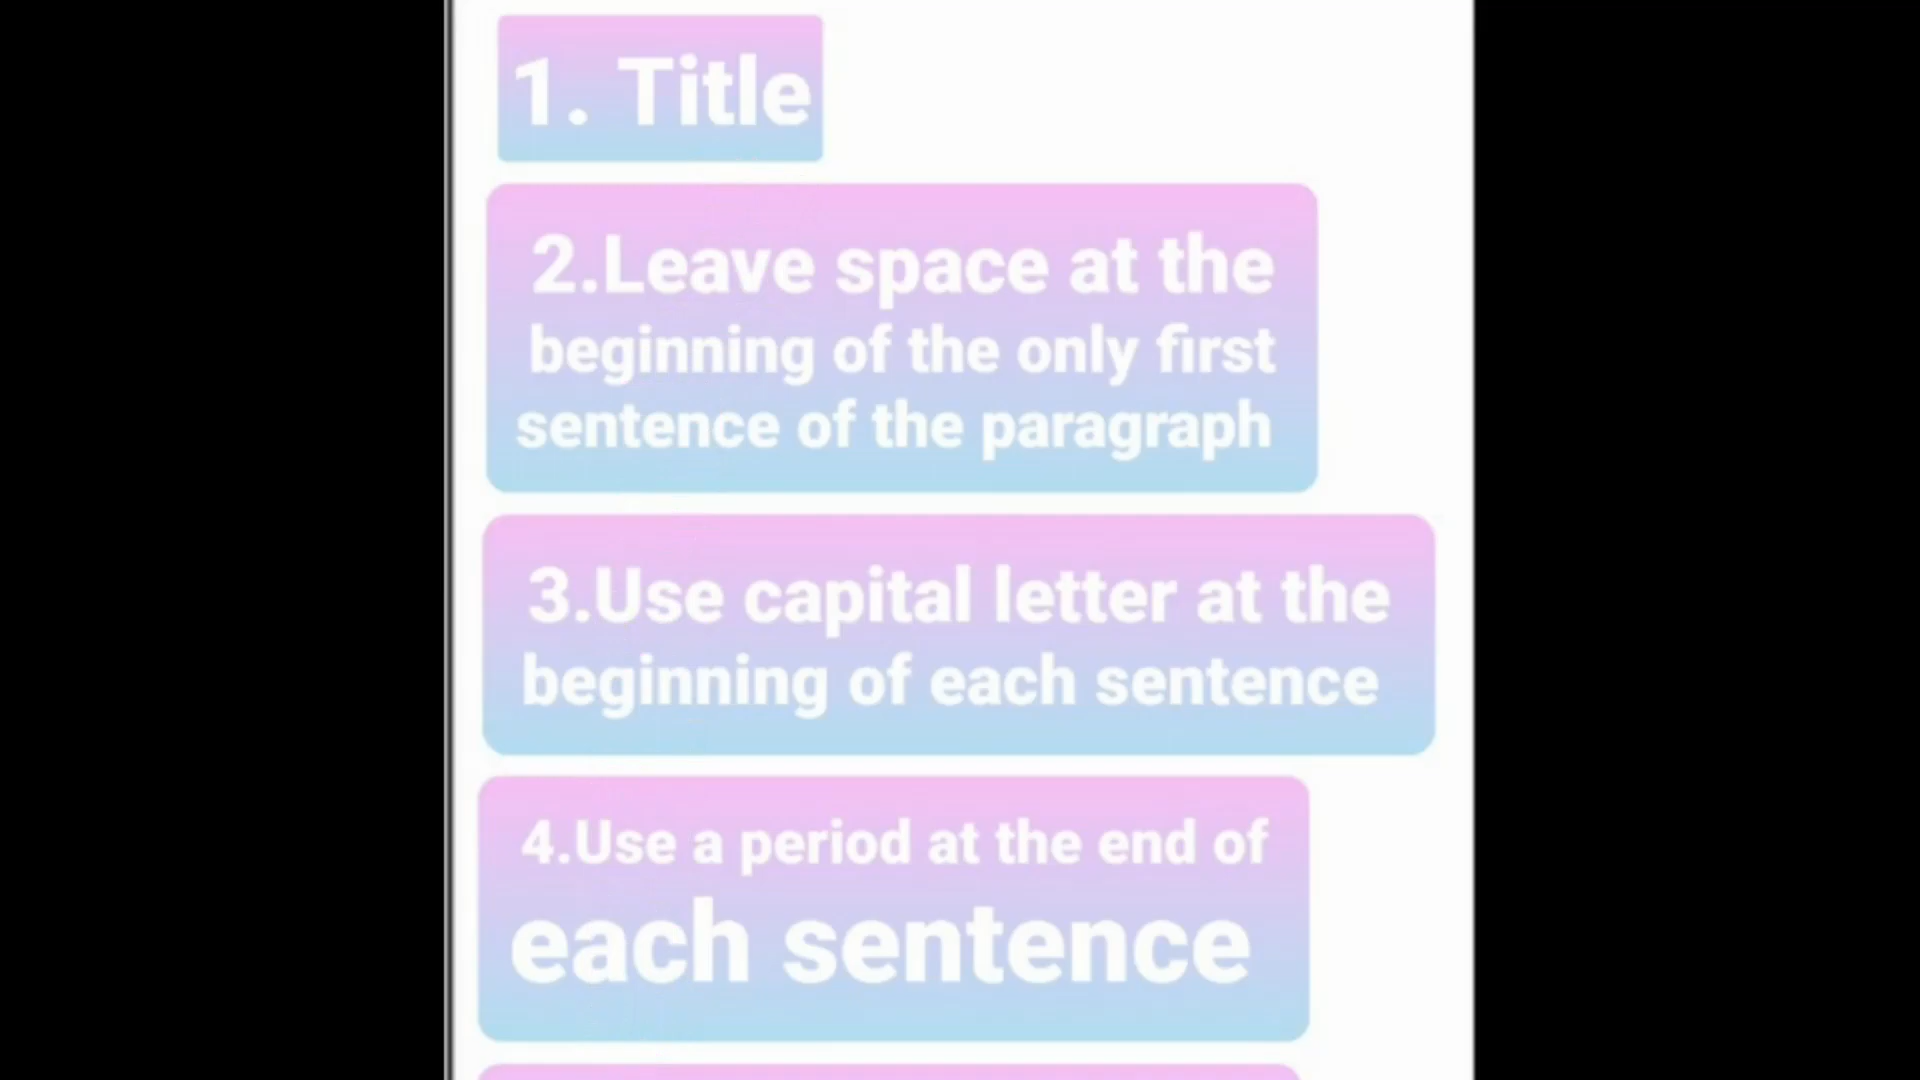 1. Title
2.Leave space at the
beginning of the only first
sentence of the paragraph
3.Use capital letter at the
beginning of each sentence
4.Use a period at the end of
each sentence